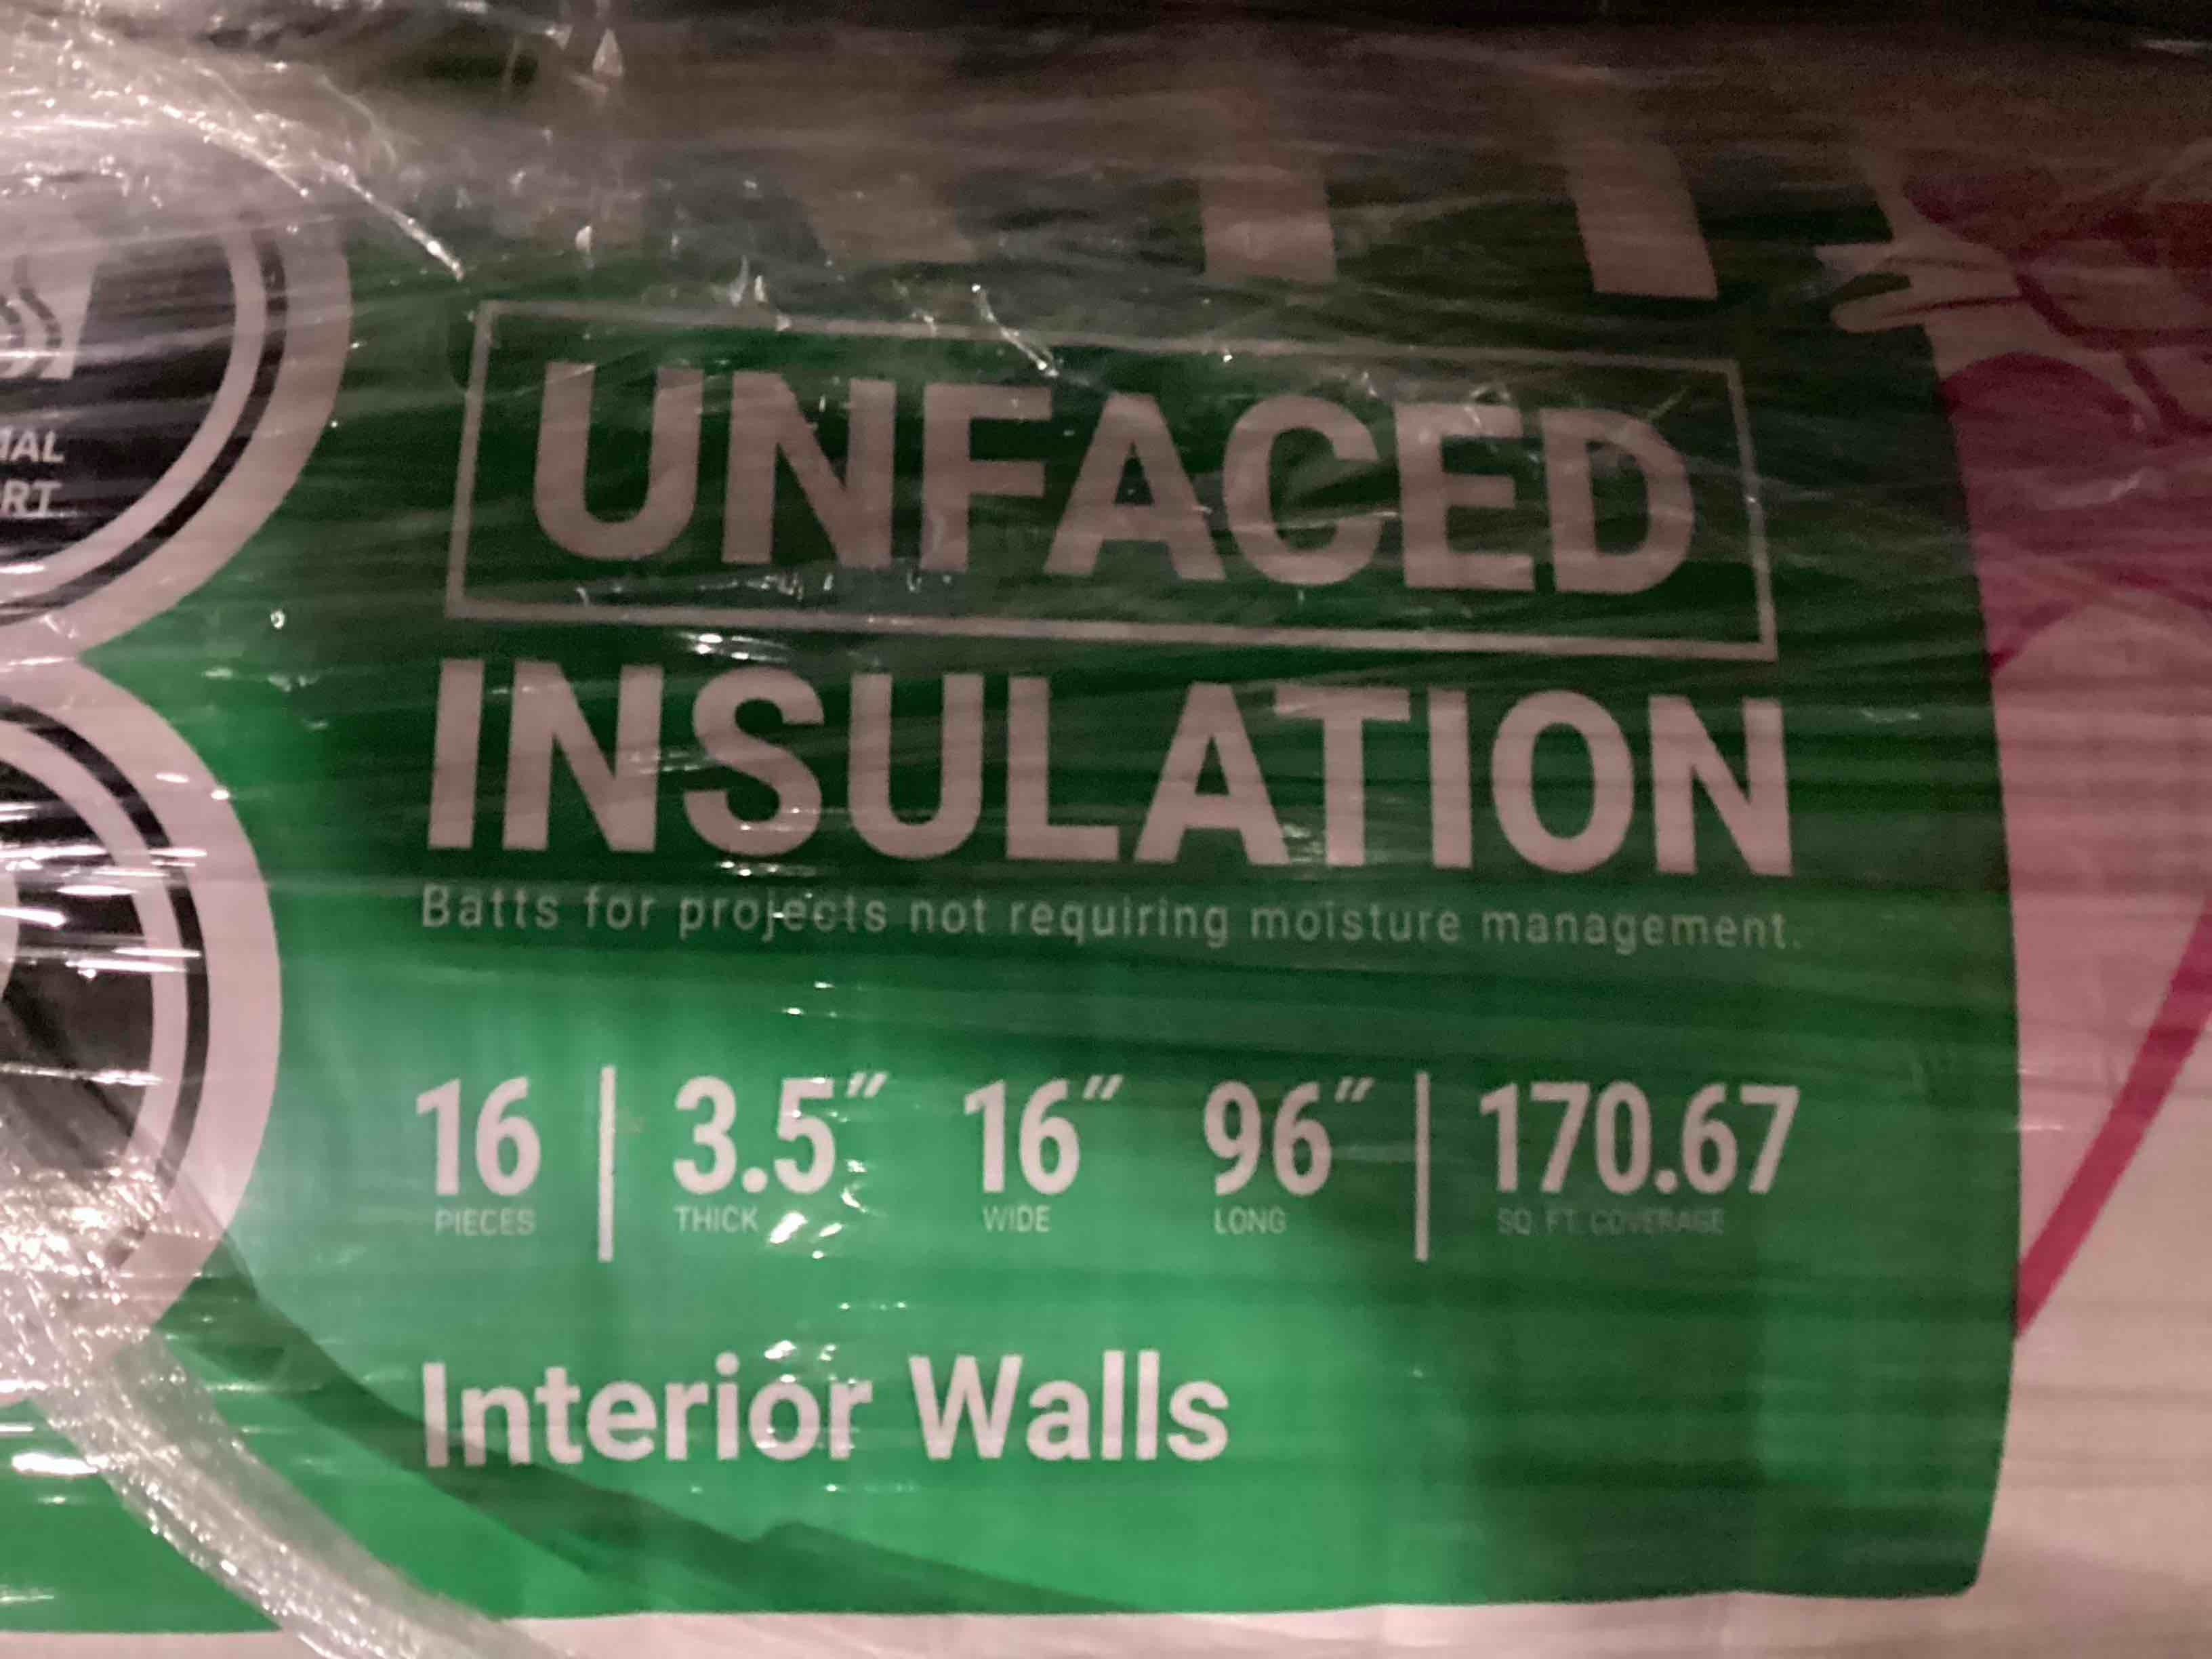 UNFACED
INSULATION
Batts for projects not requiring moisture management.
16 | 3.5" 16" 96" | 170.67
PIECES THICK WIDE LONG SQ. FT. COVERAGE
Interior Walls